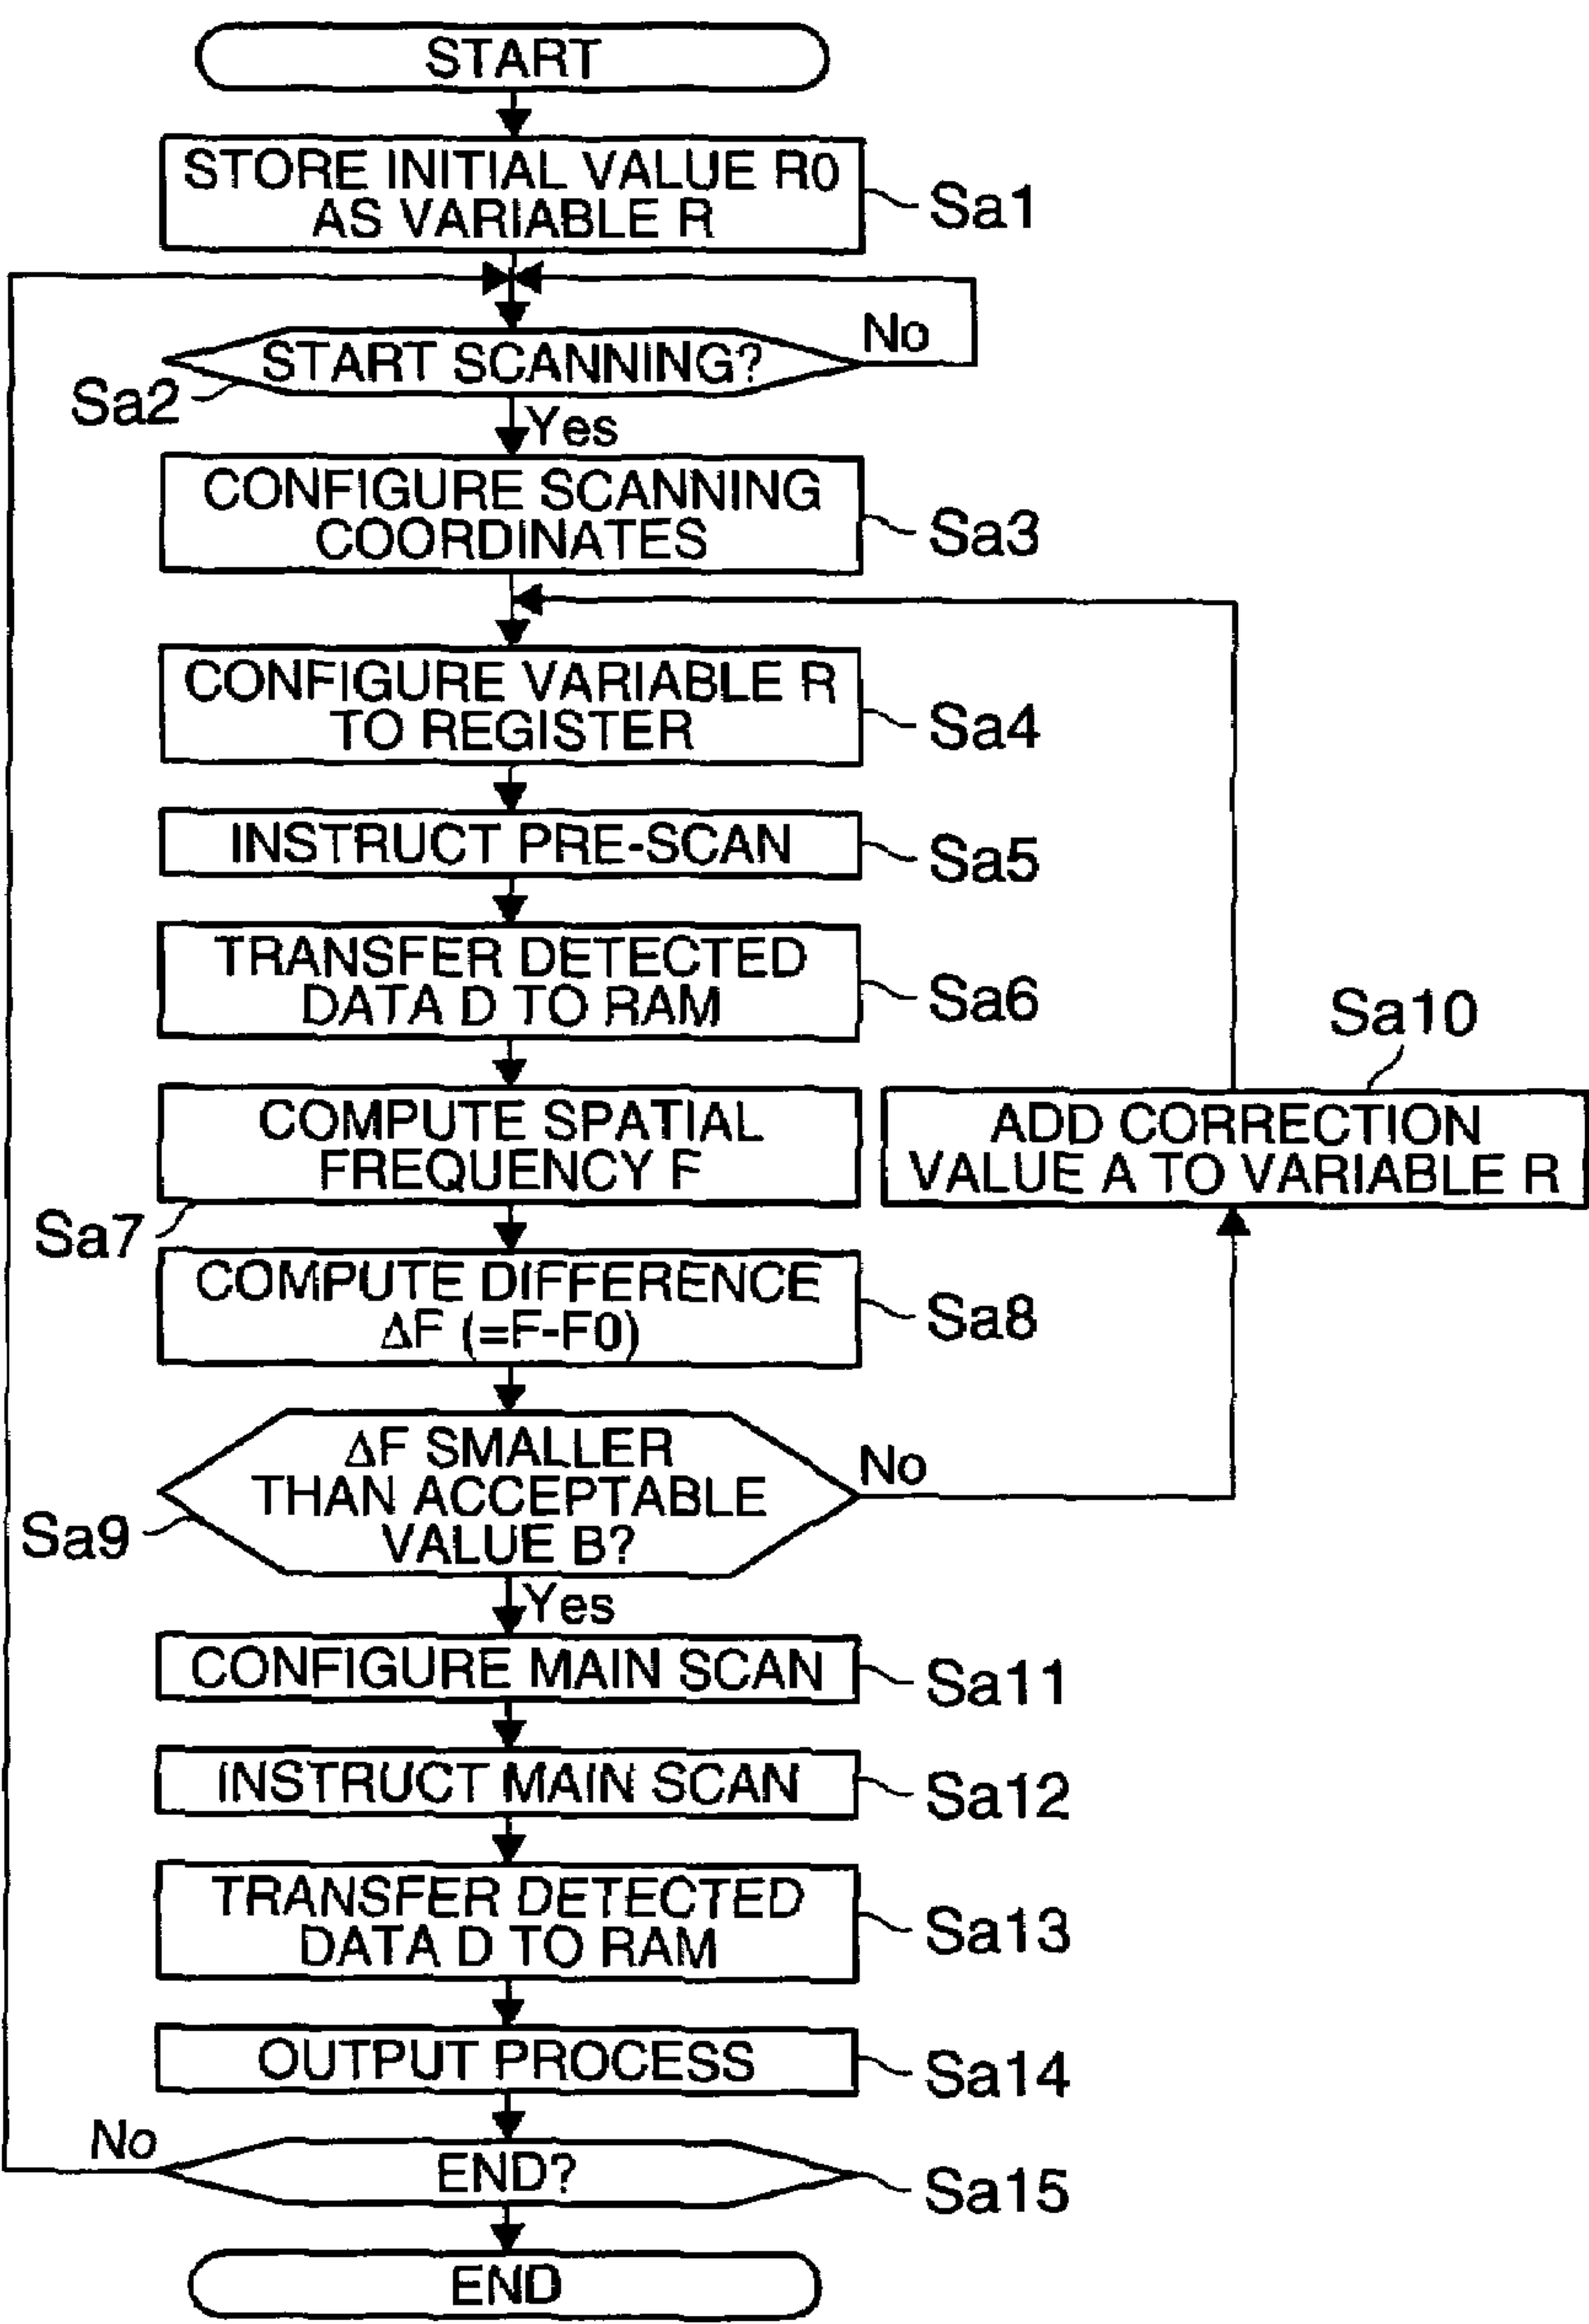 START
STORE INITIAL VALUE R0
AS VARIABLE R
Sa1
No
START SCANNING?
Sa2
Yes
CONFIGURE SCANNING
COORDINATES
Sa3
CONFIGURE VARIABLE R
TO REGISTER
Sa4
INSTRUCT PRE-SCAN
Sa5
TRANSFER DETECTED
DATA D TO RAM
Sa6
COMPUTE SPATIAL
FREQUENCY F
Sa7
Sa10
ADD CORRECTION
VALUE A TO VARIABLE R
COMPUTE DIFFERENCE
ΔF (=F-F0)
Sa8
ΔF SMALLER
THAN ACCEPTABLE
VALUE B?
No
Sa9
Yes
CONFIGURE MAIN SCAN
Sa11
INSTRUCT MAIN SCAN
Sa12
TRANSFER DETECTED
DATA D TO RAM
Sa13
OUTPUT PROCESS
Sa14
No
END?
Sa15
END